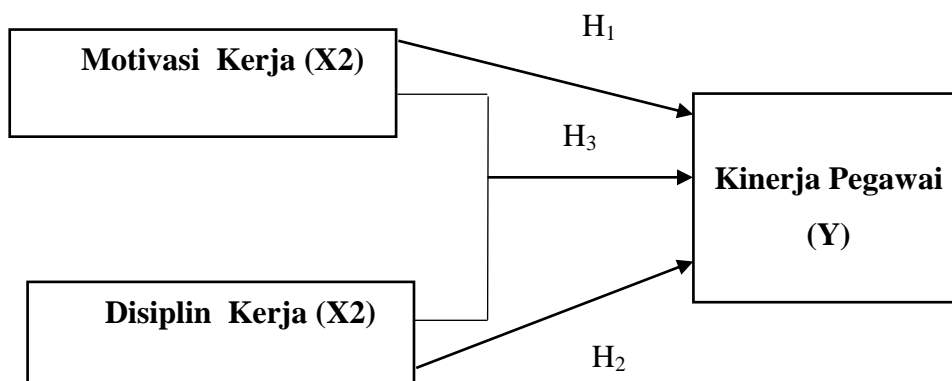 H₁
Motivasi Kerja (X2)
H₃
Kinerja Pegawai
(Y)
Disiplin Kerja (X2)
H₂